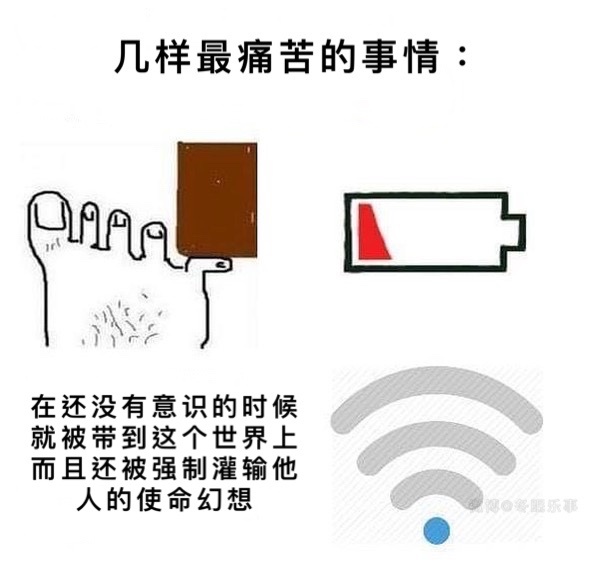 几样最痛苦的事情：
在还没有意识的时候
就被带到这个世界上
而且还被强制灌输他
人的使命幻想